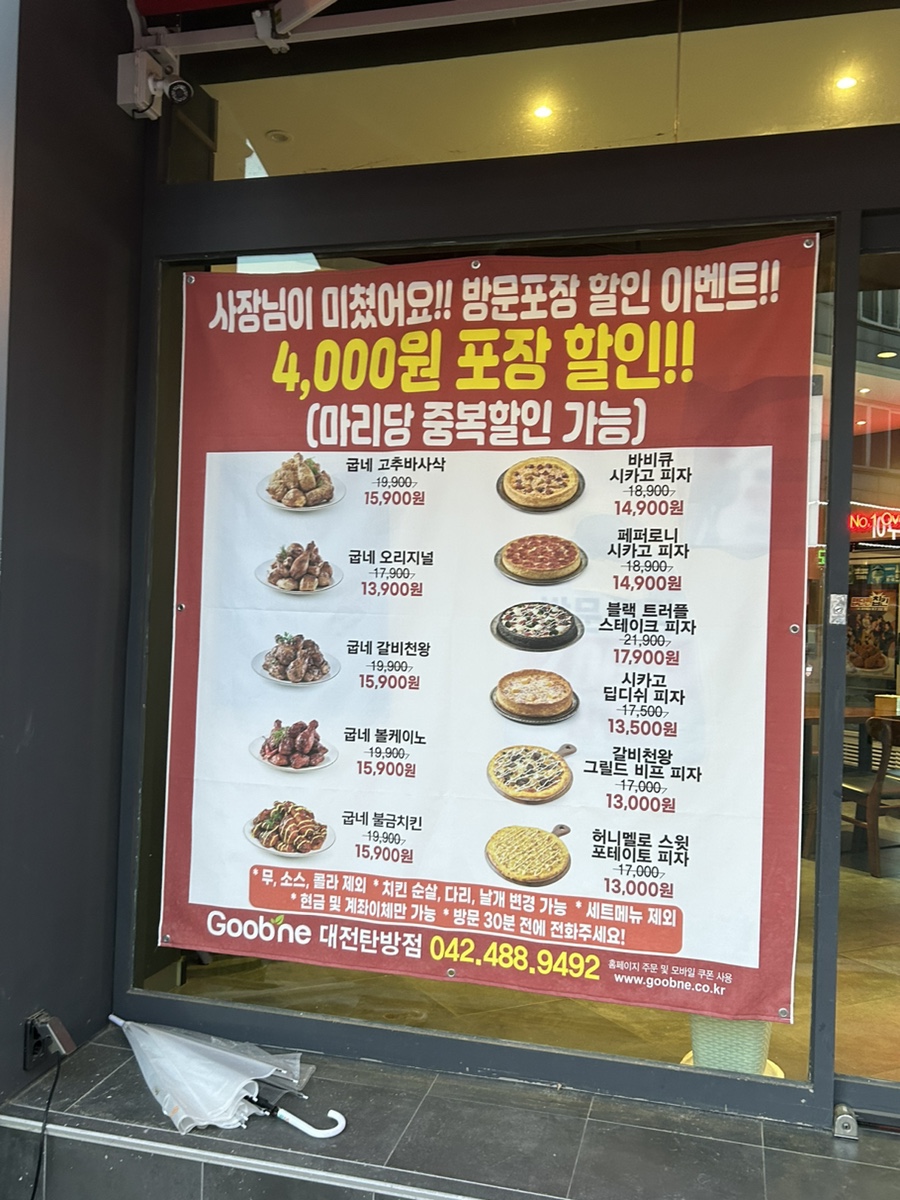 사장님이 미쳤어요!! 방문포장 할인 이벤트!!
4,000원 포장 할인!!
(마리당 중복할인 가능)
굽네 고추바사삭
19,900
15,900원
굽네 오리지널
17,900
13,900원
굽네 갈비천왕
19,900
15,900원
굽네 볼케이노
19,900
15,900원
굽네 불금치킨
19,900
15,900원
바비큐
시카고 피자
18,900
14,900원
페퍼로니
시카고 피자
18,900
14,900원
블랙 트러플
스테이크 피자
21,900
17,900원
시카고
딥디쉬 피자
17,500
13,500원
갈비천왕
그릴드 비프 피자
17,000
13,000원
허니멜로 스윗
포테이토 피자
17,000
13,000원
* 무, 소스, 콜라 제외 * 치킨 순살, 다리, 날개 변경 가능 * 세트메뉴 제외
* 현금 및 계좌이체만 가능 * 방문 30분 전에 전화주세요!
Goobne 대전탄방점 042.488.9492
홈페이지 주문 및 모바일 쿠폰 사용
www.goobne.co.kr
No.1